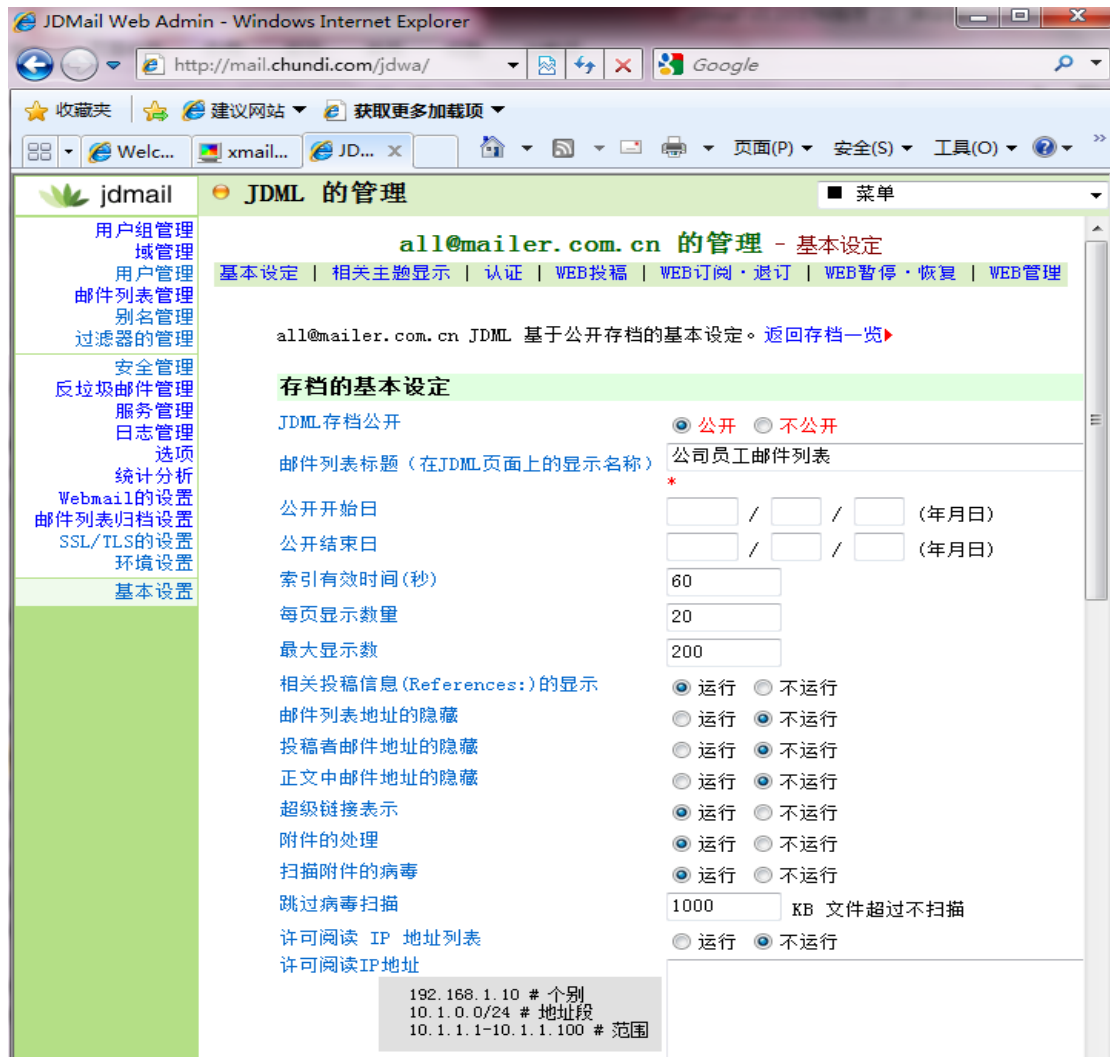 JDMail Web Admin - Windows Internet Explorer
http://mail.chundi.com/jdwa/ Google
收藏夹 建议网站 获取更多加载项
Welc... xmail... JD... 页面(P) 安全(S) 工具(O) »
jdmail JDML 的管理 ■ 菜单
用户组管理
域管理
用户管理
邮件列表管理
别名管理
过滤器的管理
安全管理
反垃圾邮件管理
服务管理
日志管理
选项
统计分析
Webmail的设置
邮件列表归档设置
SSL/TLS的设置
环境设置
基本设置
all@mailer.com.cn 的管理 - 基本设定
基本设定 | 相关主题显示 | 认证 | WEB投稿 | WEB订阅・退订 | WEB暂停・恢复 | WEB管理
all@mailer.com.cn JDML 基于公开存档的基本设定。返回存档一览
存档的基本设定
JDML存档公开 公开 不公开
邮件列表标题（在JDML页面上的显示名称） 公司员工邮件列表
*
公开开始日 / / (年月日)
公开结束日 / / (年月日)
索引有效时间(秒) 60
每页显示数量 20
最大显示数 200
相关投稿信息(References:)的显示 运行 不运行
邮件列表地址的隐藏 运行 不运行
投稿者邮件地址的隐藏 运行 不运行
正文中邮件地址的隐藏 运行 不运行
超级链接表示 运行 不运行
附件的处理 运行 不运行
扫描附件的病毒 运行 不运行
跳过病毒扫描 1000 KB 文件超过不扫描
许可阅读 IP 地址列表 运行 不运行
许可阅读IP地址
192.168.1.10 # 个别
10.1.0.0/24 # 地址段
10.1.1.1-10.1.1.100 # 范围